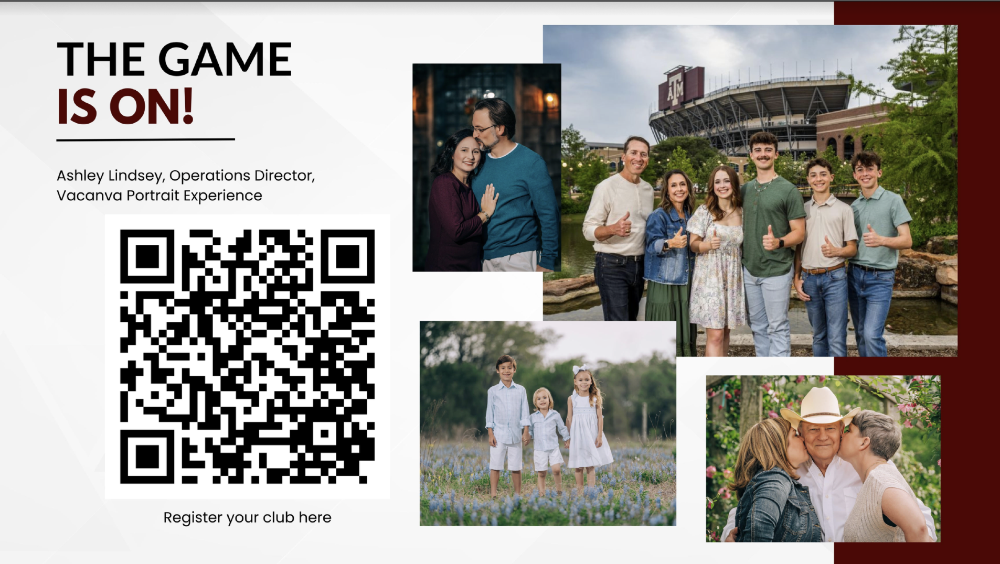 THE GAME
IS ON!
Ashley Lindsey, Operations Director,
Vacanva Portrait Experience
Register your club here
ATM